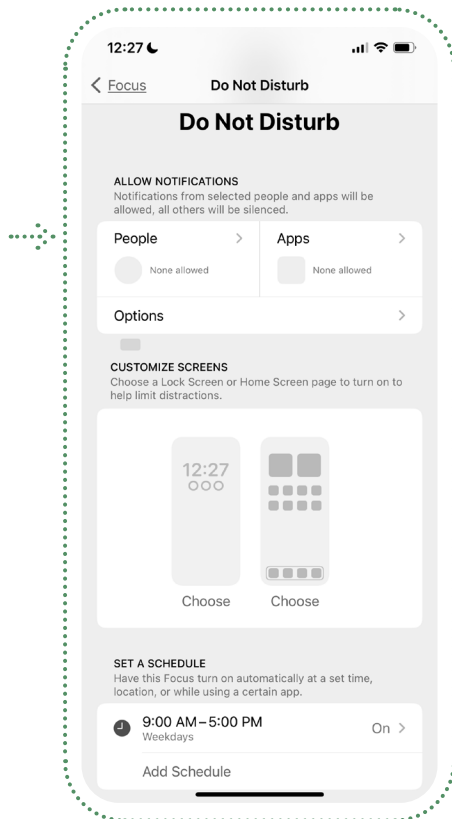 12:27
Focus
Do Not Disturb
Do Not Disturb
ALLOW NOTIFICATIONS
Notifications from selected people and apps will be
allowed, all others will be silenced.
People
Apps
None allowed
None allowed
Options
CUSTOMIZE SCREENS
Choose a Lock Screen or Home Screen page to turn on to
help limit distractions.
12:27
Choose
Choose
SET A SCHEDULE
Have this Focus turn on automatically at a set time,
location, or while using a certain app.
9:00 AM – 5:00 PM
Weekdays
On
Add Schedule